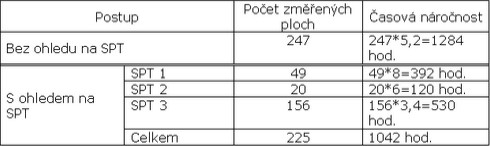 Postup
Počet změřených
ploch
Časová náročnost
Bez ohledu na SPT
247
247*5,2=1284
hod.
S ohledem na
SPT
SPT 1
49
49*8=392 hod.
SPT 2
20
20*6=120 hod.
SPT 3
156
156*3,4=530
hod.
Celkem
225
1042 hod.